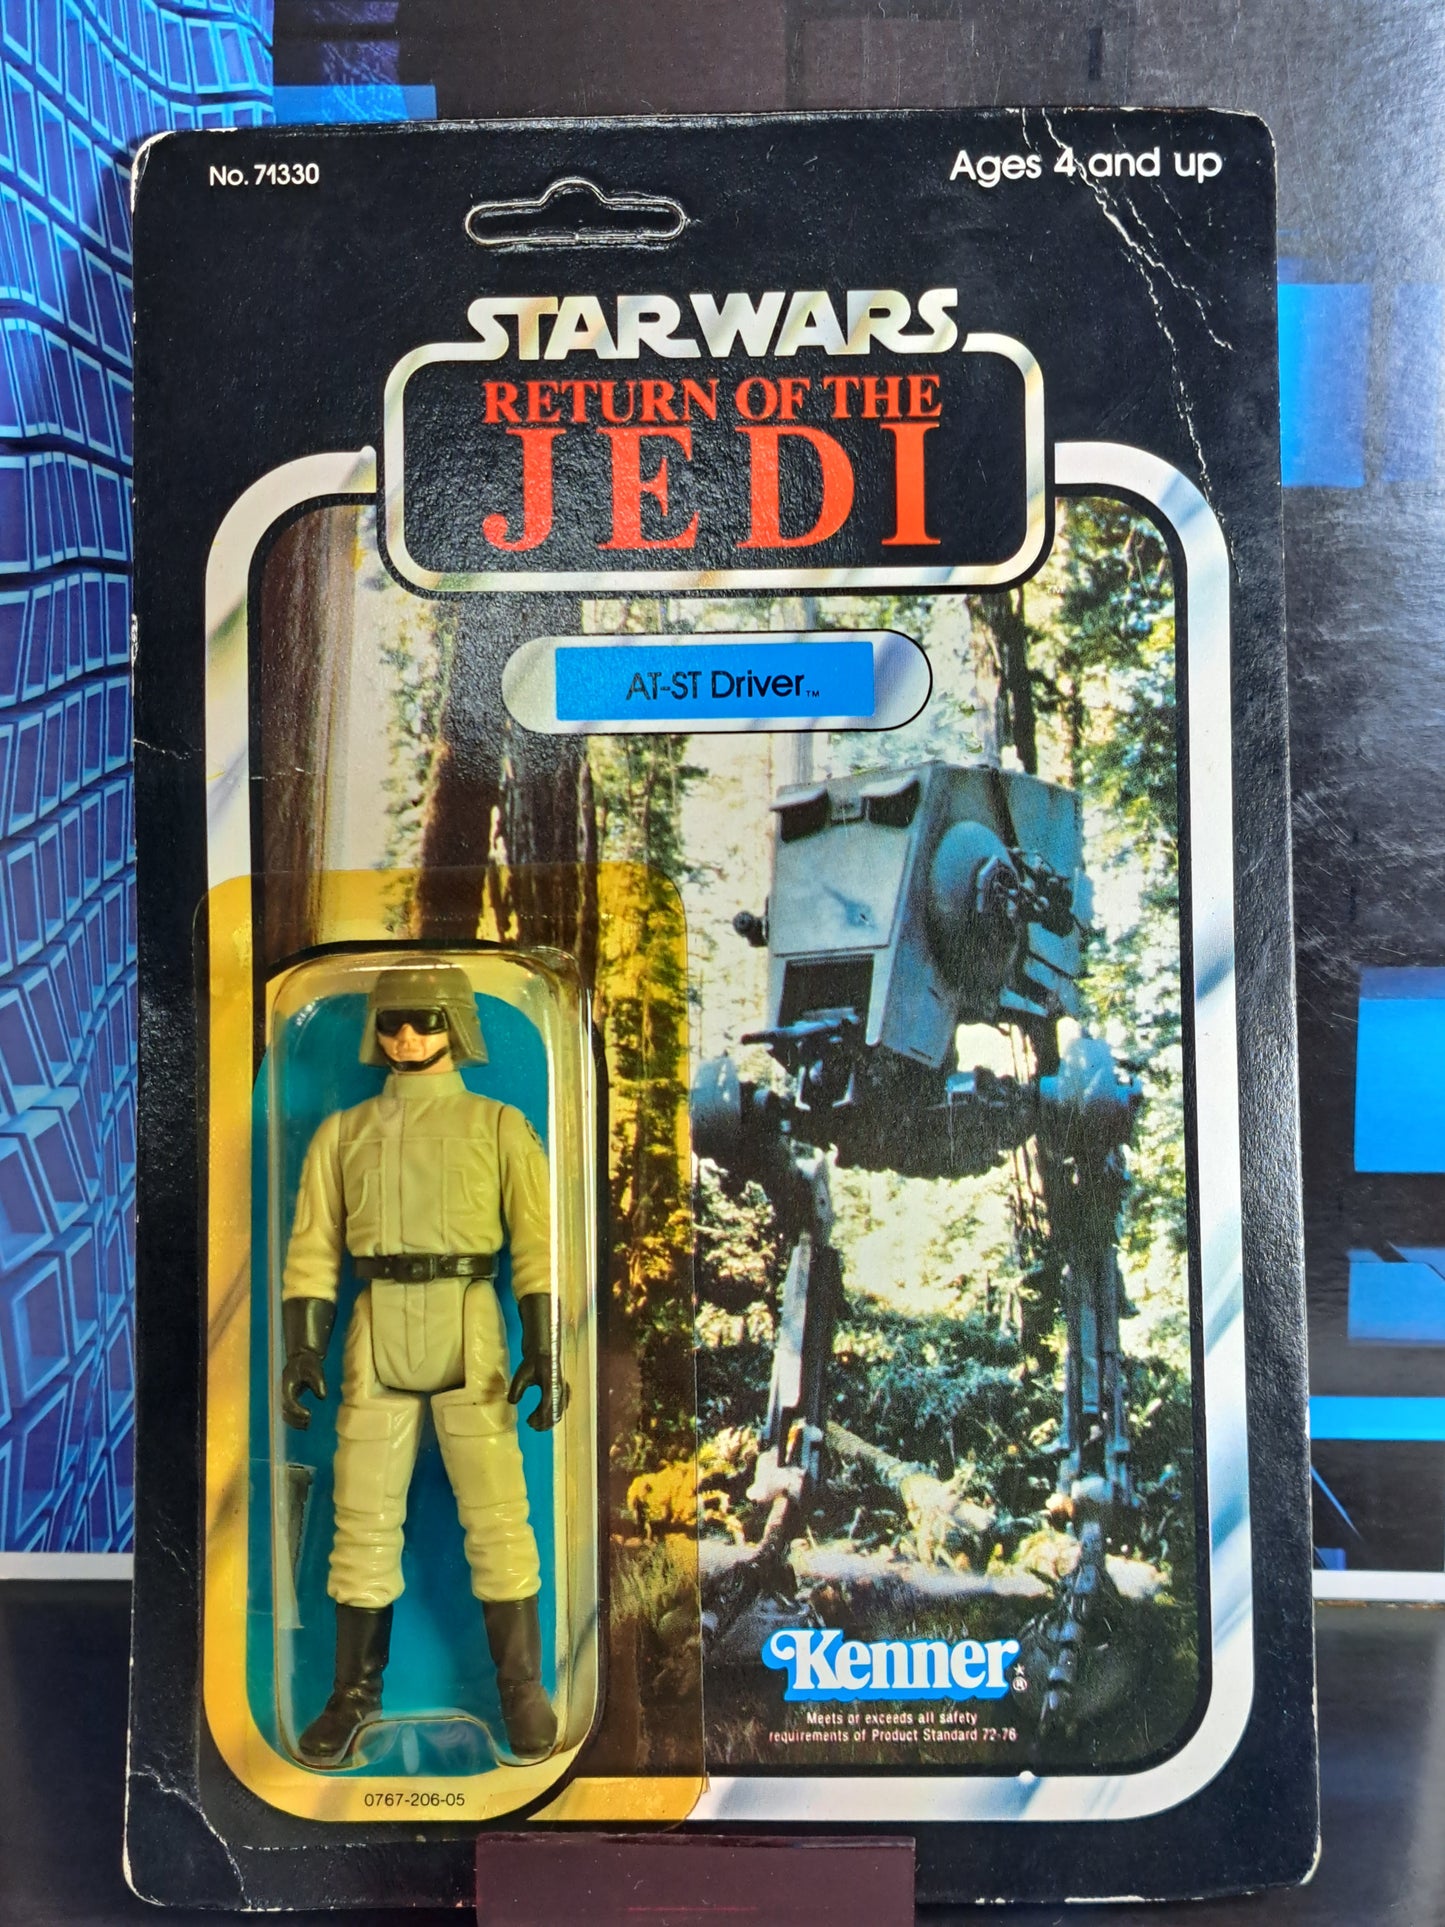 No. 71330
Ages 4 and up
STAR WARS
RETURN OF THE
JEDI
AT-ST Driver™
Kenner®
Meets or exceeds all safety
requirements of Product Standard 72-76
0767-206-05